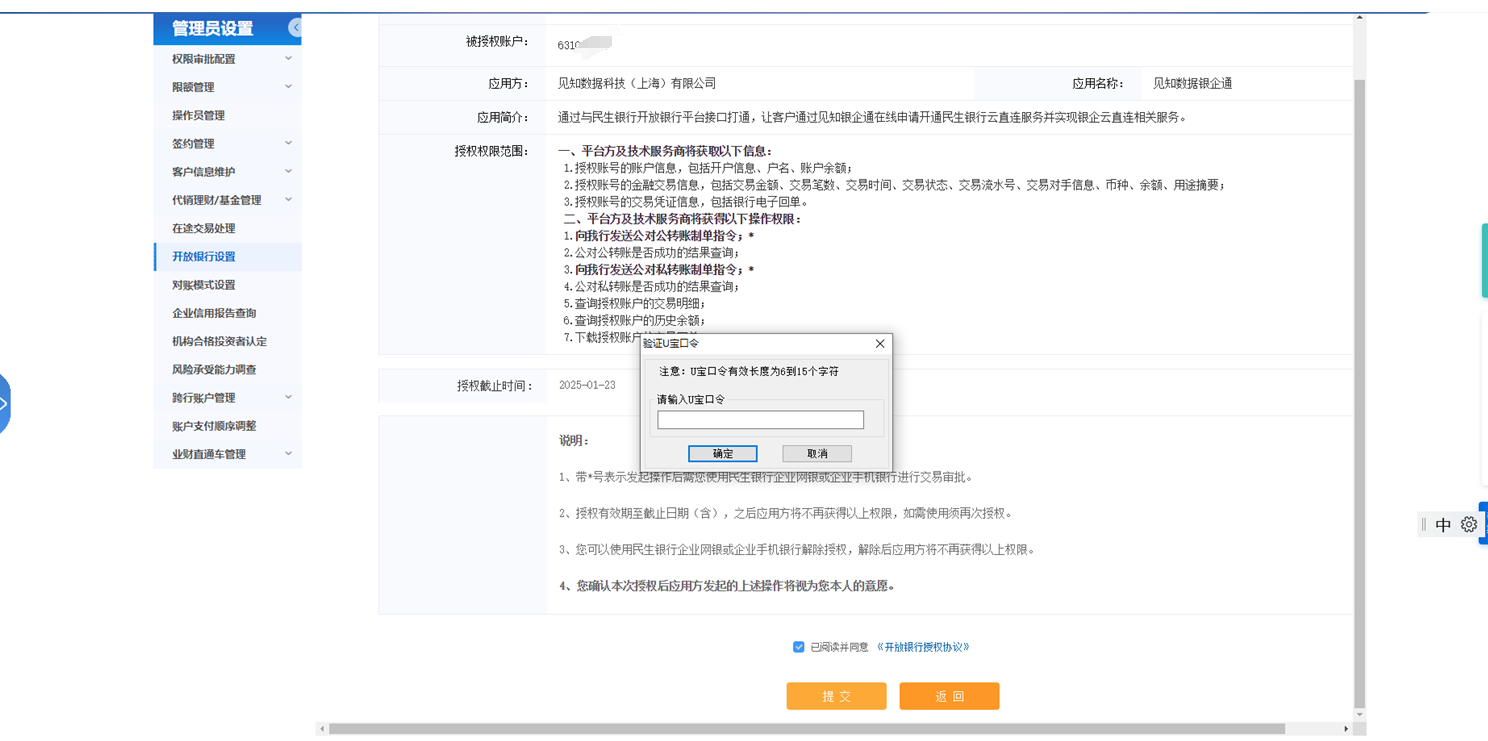 管理员设置
权限审批配置
限额管理
操作员管理
签约管理
客户信息维护
代销理财/基金管理
在途交易处理
开放银行设置
对账模式设置
企业信用报告查询
机构合格投资者认定
风险承受能力调查
跨行账户管理
账户支付顺序调整
业财直通车管理
被授权账户： 6310
应用方： 见知数据科技（上海）有限公司 应用名称： 见知数据银企通
应用简介： 通过与民生银行开放银行平台接口打通，让客户通过见知银企通在线申请开通民生银行云直连服务并实现银企云直连相关服务。
授权权限范围： 一、平台方及技术服务商将获取以下信息：
1.授权账号的账户信息，包括开户信息、户名、账户余额；
2.授权账号的金融交易信息，包括交易金额、交易笔数、交易时间、交易状态、交易流水号、交易对手信息、币种、余额、用途摘要；
3.授权账号的交易凭证信息，包括银行电子回单。
二、平台方及技术服务商将获得以下操作权限：
1.向我行发送公对公转账制单指令；*
2.公对公转账是否成功的结果查询；
3.向我行发送公对私转账制单指令；*
4.公对私转账是否成功的结果查询；
5.查询授权账户的交易明细；
6.查询授权账户的历史余额；
7.下载授权账户
验证U宝口令
注意：U宝口令有效长度为6到15个字符
请输入U宝口令
确定 取消
授权截止时间： 2025-01-23
说明：
1、带*号表示发起操作后需您使用民生银行企业网银或企业手机银行进行交易审批。
2、授权有效期至截止日期（含），之后应用方将不再获得以上权限，如需使用须再次授权。
3、您可以使用民生银行企业网银或企业手机银行解除授权，解除后应用方将不再获得以上权限。
4、您确认本次授权后应用方发起的上述操作将视为您本人的意愿。
已阅读并同意 《开放银行授权协议》
提 交 返 回
中